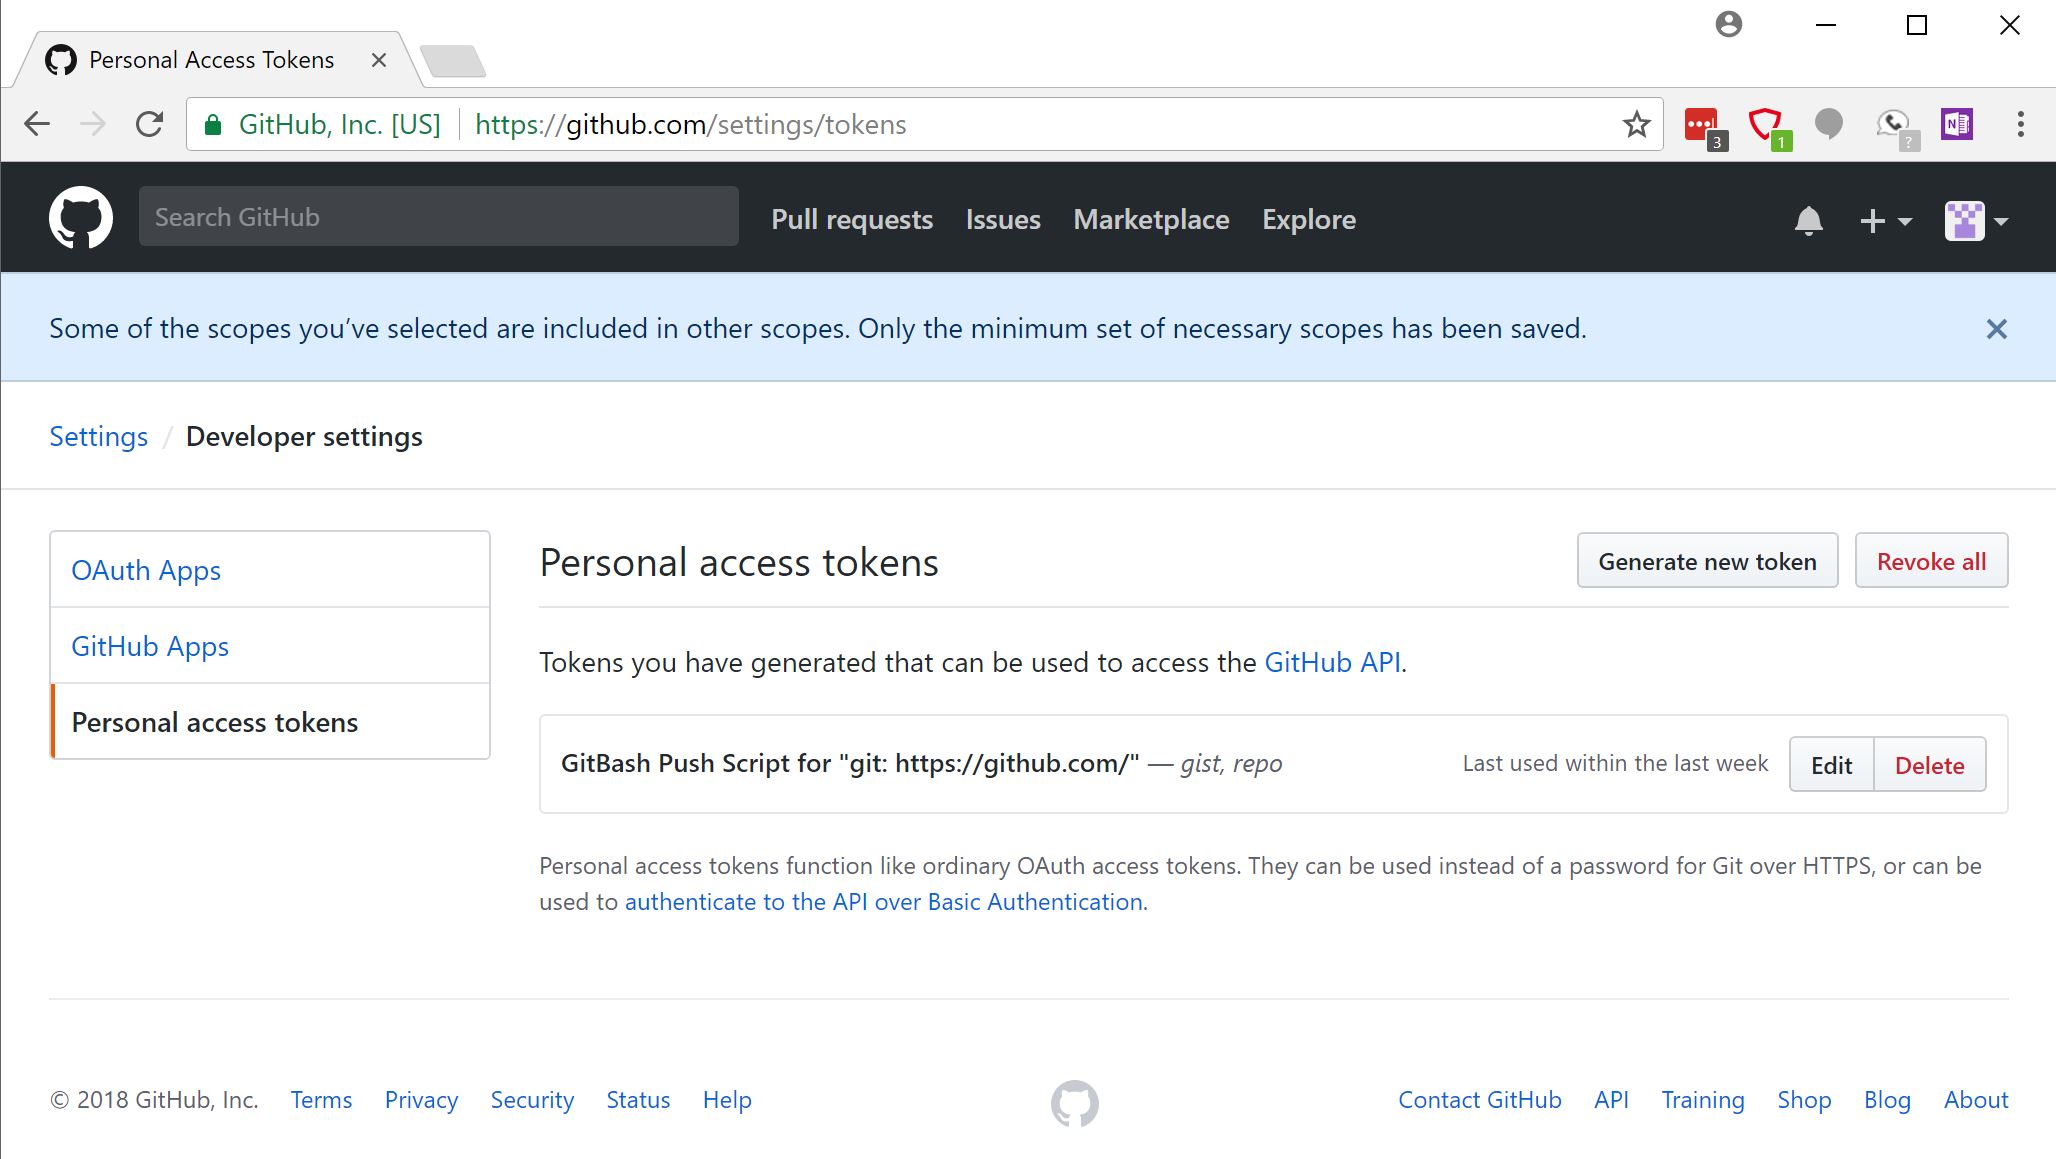 Personal Access Tokens
GitHub, Inc. [US] https://github.com/settings/tokens
3
1
?
N
Search GitHub
Pull requests Issues Marketplace Explore
Some of the scopes you’ve selected are included in other scopes. Only the minimum set of necessary scopes has been saved.
Settings / Developer settings
OAuth Apps
GitHub Apps
Personal access tokens
Personal access tokens
Generate new token
Revoke all
Tokens you have generated that can be used to access the GitHub API.
GitBash Push Script for "git: https://github.com/" — gist, repo
Last used within the last week
Edit
Delete
Personal access tokens function like ordinary OAuth access tokens. They can be used instead of a password for Git over HTTPS, or can be
used to authenticate to the API over Basic Authentication.
© 2018 GitHub, Inc. Terms Privacy Security Status Help
Contact GitHub API Training Shop Blog About